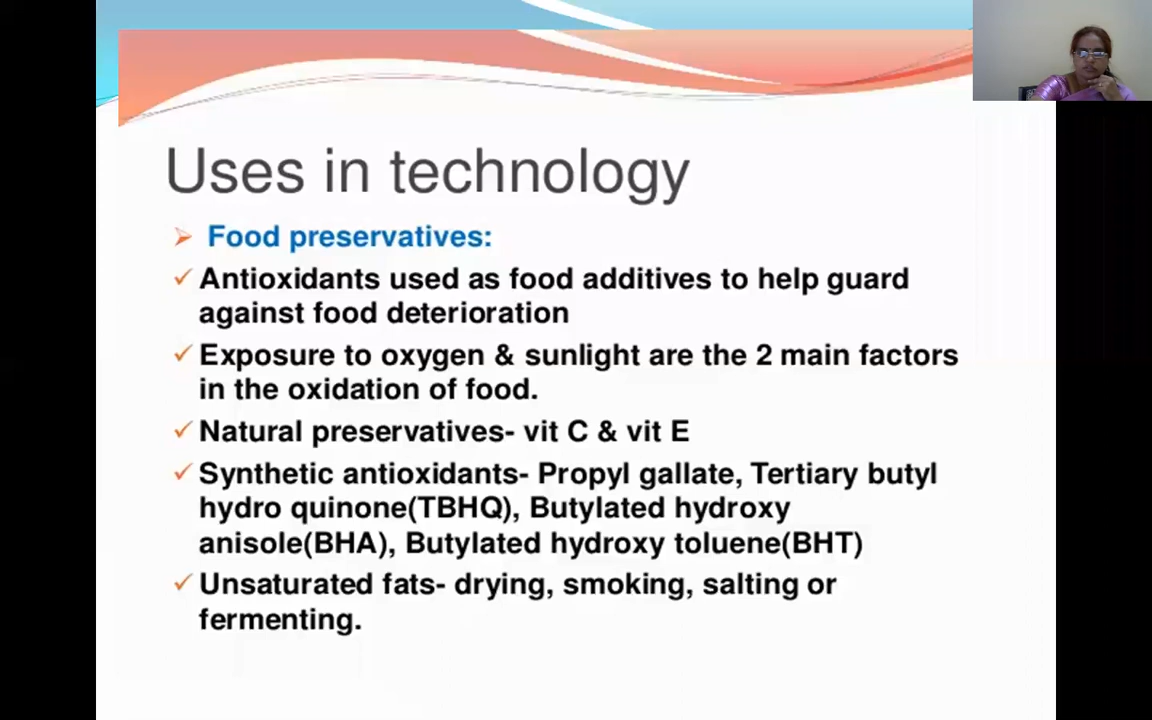 Uses in technology
Food preservatives:
Antioxidants used as food additives to help guard
against food deterioration
Exposure to oxygen & sunlight are the 2 main factors
in the oxidation of food.
Natural preservatives- vit C & vit E
Synthetic antioxidants- Propyl gallate, Tertiary butyl
hydro quinone(TBHQ), Butylated hydroxy
anisole(BHA), Butylated hydroxy toluene(BHT)
Unsaturated fats- drying, smoking, salting or
fermenting.